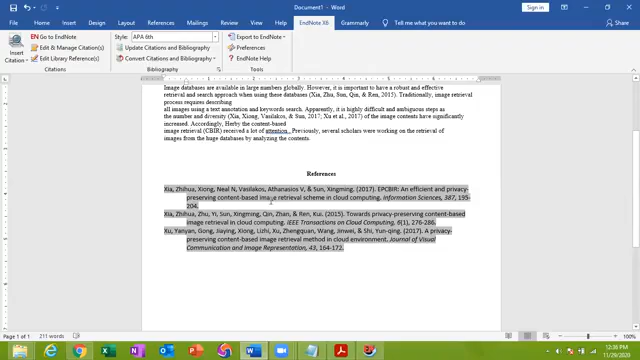 Document1 - Word
Sign in
File Home Insert Design Layout References Mailings Review View EndNote X8 Grammarly Tell me what you want to do
Insert Citation
EN Go to EndNote
Edit & Manage Citation(s)
Edit Library Reference(s)
Style: APA 6th
Update Citations and Bibliography
Convert Citations and Bibliography
Export to EndNote
Preferences
EndNote Help
Citations Bibliography Tools
Image databases are available in large numbers globally. However, it is important to have a robust and effective
retrieval and search approach when using these databases (Xia, Zhu, Sun, Qin, & Ren, 2015). Traditionally, image retrieval
process requires describing
all images using a text annotation and keywords search. Apparently, it is highly difficult and ambiguous steps as
the number and diversity (Xia, Xiong, Vasilakos, & Sun, 2017; Xu et al., 2017) of the image contents have significantly
increased. Accordingly, Herby the content-based
image retrieval (CBIR) received a lot of attention . Previously, several scholars were working on the retrieval of
images from the huge databases by analyzing the contents.
References
Xia, Zhihua, Xiong, Neal N, Vasilakos, Athanasios V, & Sun, Xingming. (2017). EPCBIR: An efficient and privacy-
preserving content-based image retrieval scheme in cloud computing. Information Sciences, 387, 195-
204.
Xia, Zhihua, Zhu, Yi, Sun, Xingming, Qin, Zhan, & Ren, Kui. (2015). Towards privacy-preserving content-based
image retrieval in cloud computing. IEEE Transactions on Cloud Computing, 6(1), 276-286.
Xu, Yanyan, Gong, Jiaying, Xiong, Lizhi, Xu, Zhengquan, Wang, Jinwei, & Shi, Yun-qing. (2017). A privacy-
preserving content-based image retrieval method in cloud environment. Journal of Visual
Communication and Image Representation, 43, 164-172.
Page 1 of 1 211 words
12:36 PM
11/29/2020